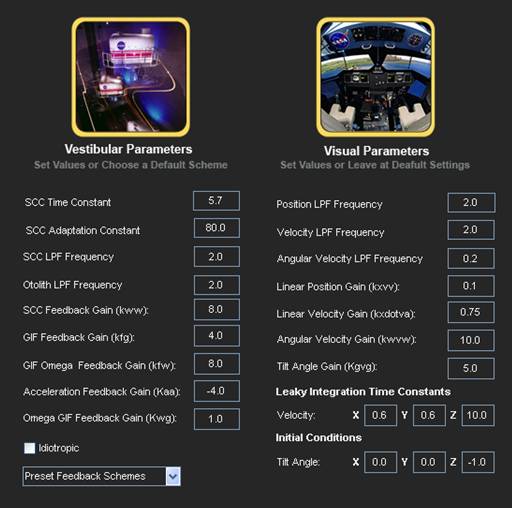 NASA
NASA
Vestibular Parameters
Set Values or Choose a Default Scheme
SCC Time Constant 5.7
SCC Adaptation Constant 80.0
SCC LPF Frequency 2.0
Otolith LPF Frequency 2.0
SCC Feedback Gain (kww): 8.0
GIF Feedback Gain (kfg): 4.0
GIF Omega Feedback Gain (kfw): 8.0
Acceleration Feedback Gain (Kaa): -4.0
Omega GIF Feedback Gain (Kwg): 1.0
Idiotropic
Preset Feedback Schemes
Visual Parameters
Set Values or Leave at Deafult Settings
Position LPF Frequency 2.0
Velocity LPF Frequency 2.0
Angular Velocity LPF Frequency 0.2
Linear Position Gain (kxvv): 0.1
Linear Velocity Gain (kxdotva): 0.75
Angular Velocity Gain (kwvw): 10.0
Tilt Angle Gain (Kgvg): 5.0
Leaky Integration Time Constants
Velocity: X 0.6 Y 0.6 Z 10.0
Initial Conditions
Tilt Angle: X 0.0 Y 0.0 Z -1.0